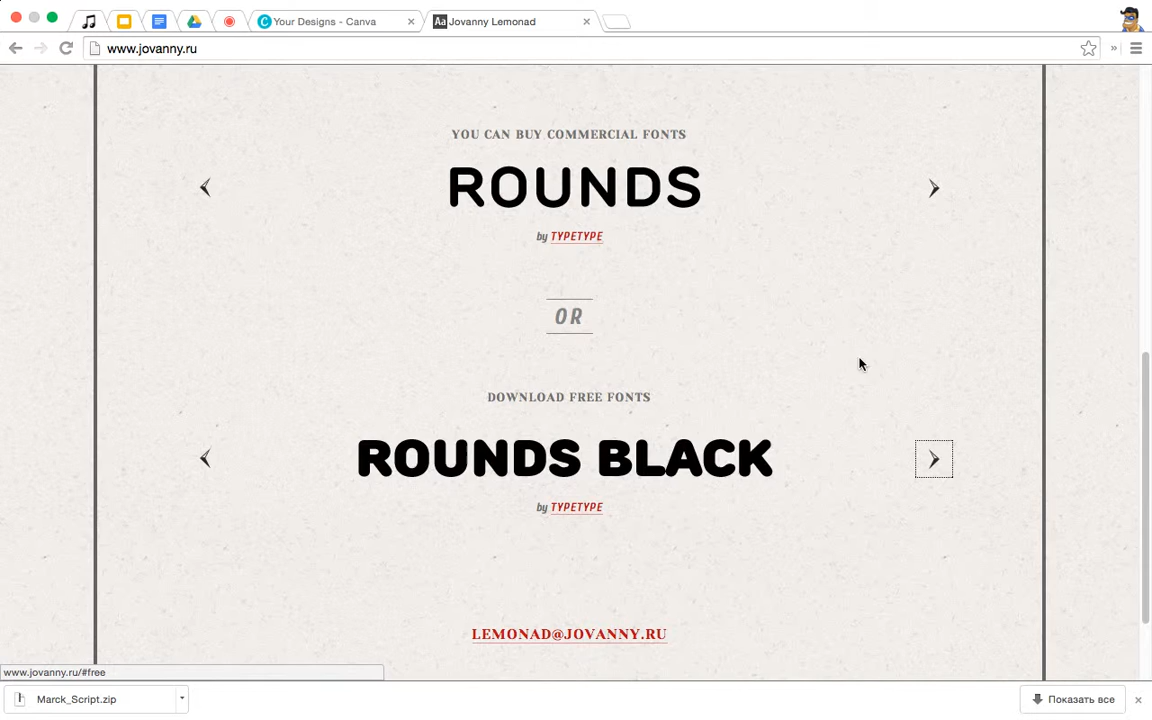 Your Designs - Canva
Aa Jovanny Lemonad
www.jovanny.ru
YOU CAN BUY COMMERCIAL FONTS
ROUNDS
by TYPETYPE
OR
DOWNLOAD FREE FONTS
ROUNDS BLACK
by TYPETYPE
LEMONAD@JOVANNY.RU
www.jovanny.ru/#free
Marck_Script.zip
Показать все